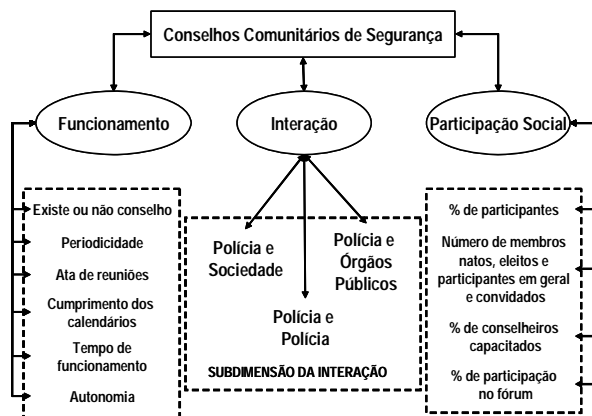 Conselhos Comunitários de Segurança
Funcionamento
Interação
Participação Social
Existe ou não conselho
Periodicidade
Ata de reuniões
Cumprimento dos
calendários
Tempo de
funcionamento
Autonomia
Polícia e
Sociedade
Polícia e
Órgãos
Públicos
Polícia e
Polícia
SUBDIMENSÃO DA INTERAÇÃO
% de participantes
Número de membros
natos, eleitos e
participantes em geral
e convidados
% de conselheiros
capacitados
% de participação
no fórum